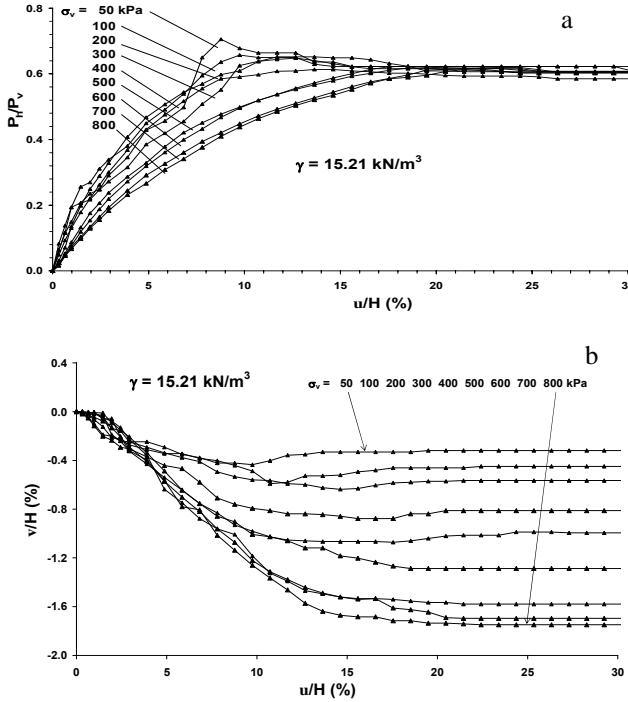 a
σv = 50 kPa
100
200
300
400
500
600
700
800
Ph/Pv
0.8
0.6
0.4
0.2
0.0
γ = 15.21 kN/m³
0 5 10 15 20 25 30
u/H (%)
b
γ = 15.21 kN/m³
σv = 50 100 200 300 400 500 600 700 800 kPa
v/H (%)
0.4
0.0
-0.4
-0.8
-1.2
-1.6
-2.0
0 5 10 15 20 25 30
u/H (%)